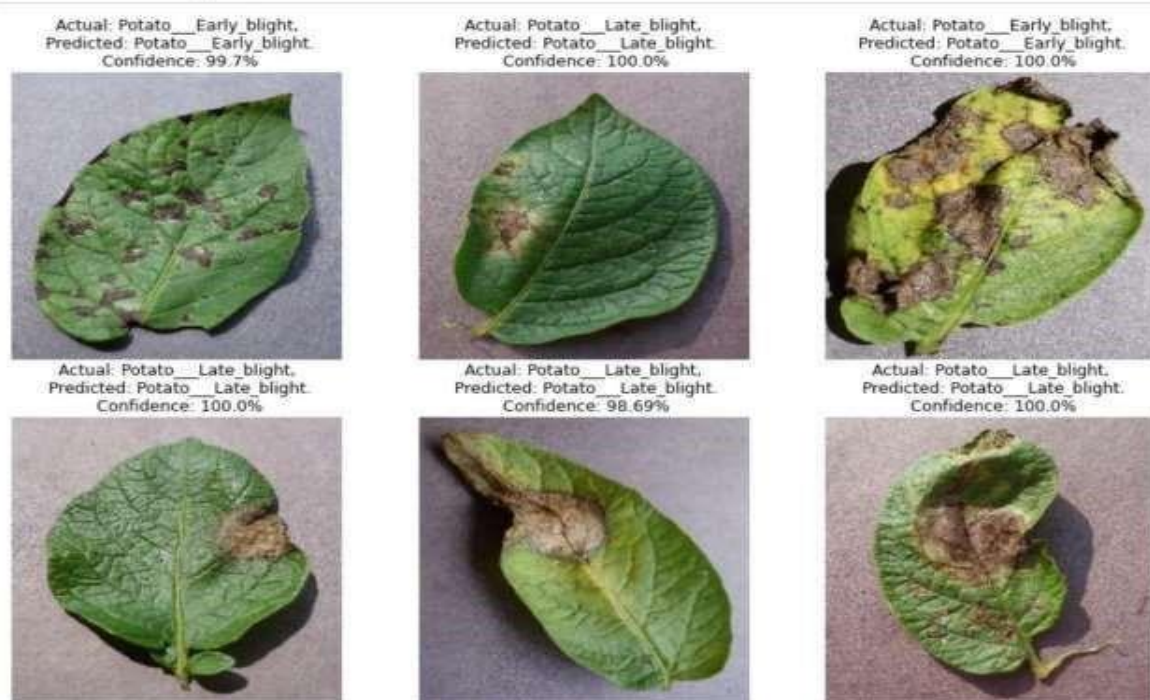 Actual: Potato___Early_blight,
Predicted: Potato___Early_blight.
Confidence: 99.7%
Actual: Potato___Late_blight,
Predicted: Potato___Late_blight.
Confidence: 100.0%
Actual: Potato___Early_blight,
Predicted: Potato___Early_blight.
Confidence: 100.0%
Actual: Potato___Late_blight,
Predicted: Potato___Late_blight.
Confidence: 100.0%
Actual: Potato___Late_blight,
Predicted: Potato___Late_blight.
Confidence: 98.69%
Actual: Potato___Late_blight,
Predicted: Potato___Late_blight.
Confidence: 100.0%